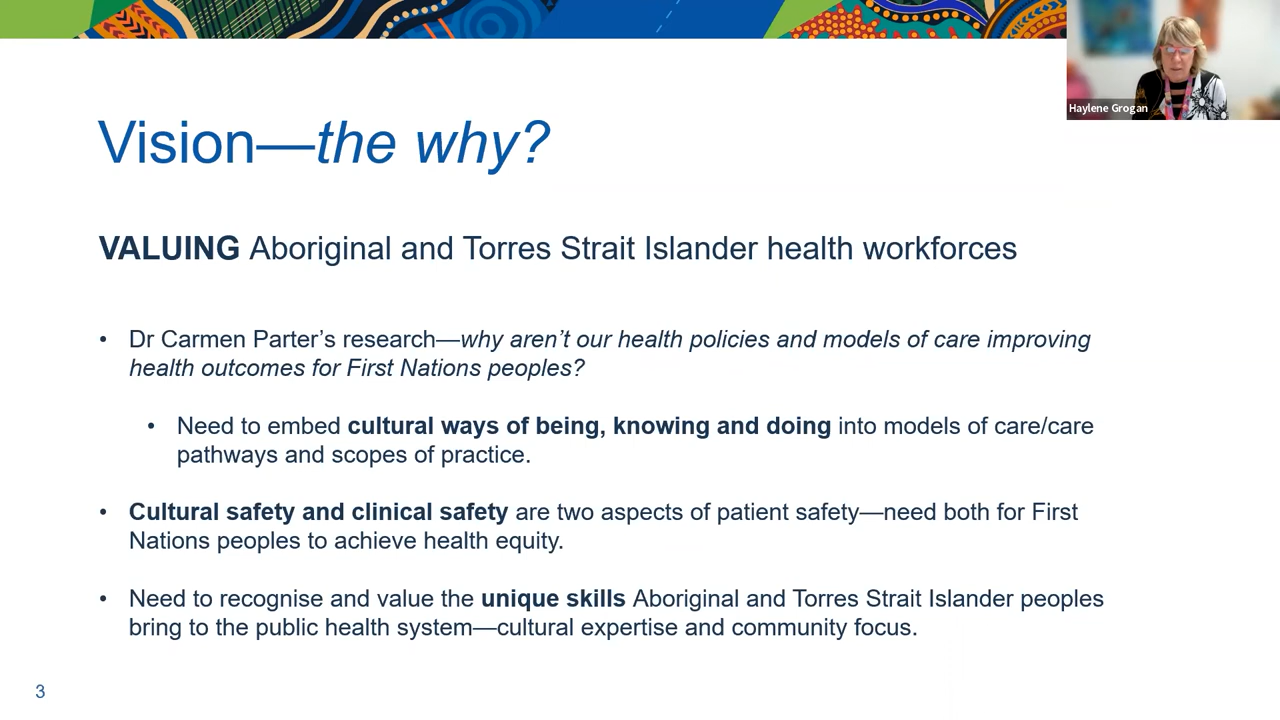 Haylene Grogan
Vision—the why?
VALUING Aboriginal and Torres Strait Islander health workforces
• Dr Carmen Parter’s research—why aren’t our health policies and models of care improving
health outcomes for First Nations peoples?
• Need to embed cultural ways of being, knowing and doing into models of care/care
pathways and scopes of practice.
• Cultural safety and clinical safety are two aspects of patient safety—need both for First
Nations peoples to achieve health equity.
• Need to recognise and value the unique skills Aboriginal and Torres Strait Islander peoples
bring to the public health system—cultural expertise and community focus.
3